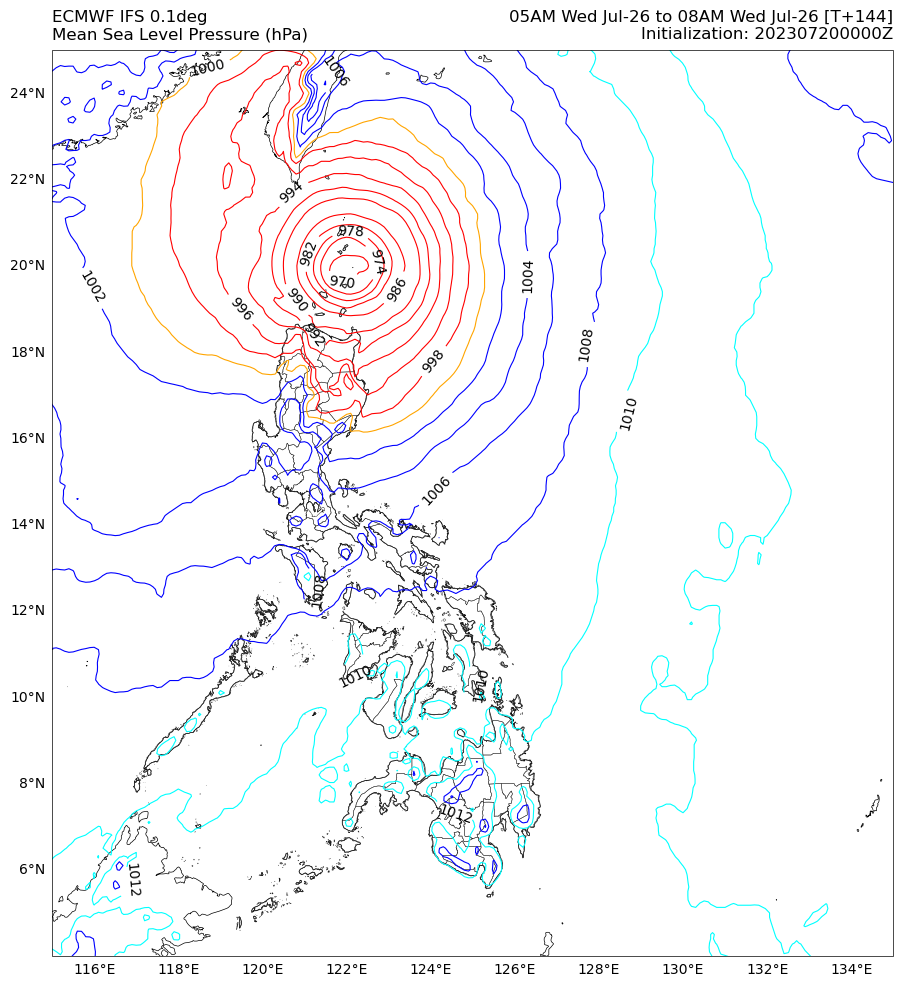 ECMWF IFS 0.1deg
Mean Sea Level Pressure (hPa)
05AM Wed Jul-26 to 08AM Wed Jul-26 [T+144]
Initialization: 202307200000Z
24°N
22°N
20°N
18°N
16°N
14°N
12°N
10°N
8°N
6°N
1000
1006
994
978
982
974
970
986
990
992
996
998
1002
1004
1008
1010
1006
1008
1010
1010
1012
1012
116°E
118°E
120°E
122°E
124°E
126°E
128°E
130°E
132°E
134°E